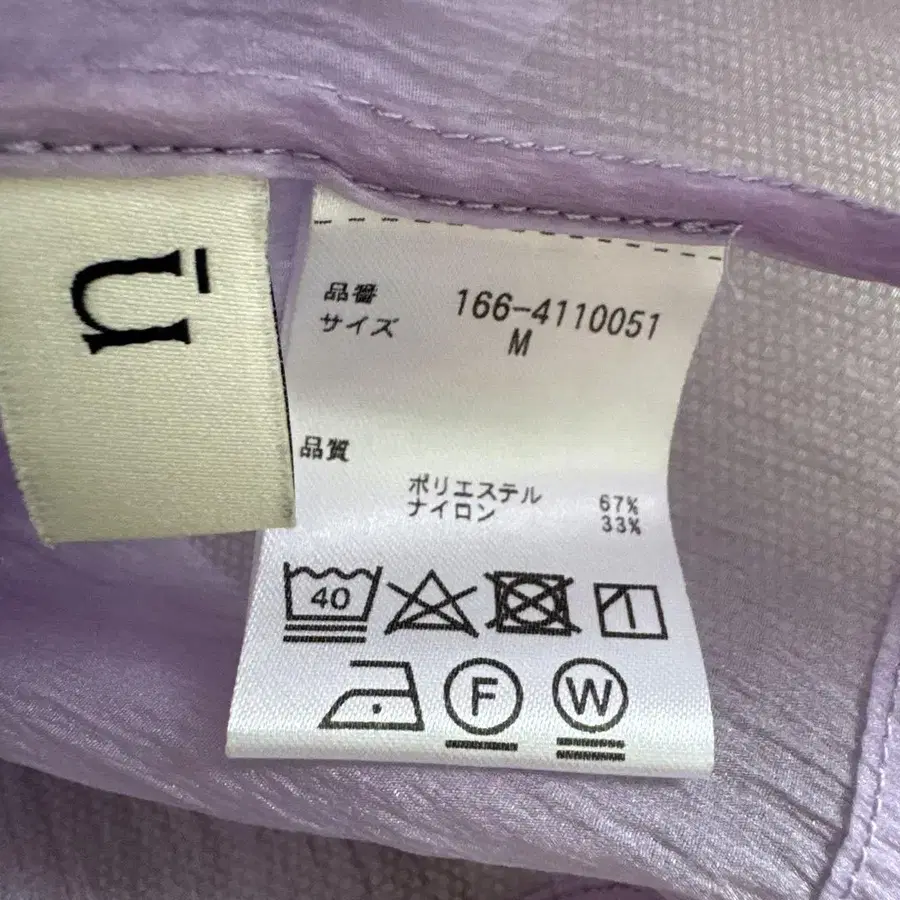 ū
品番 166-4110051
サイズ M
品質
ポリエステル 67%
ナイロン 33%
40
F
W